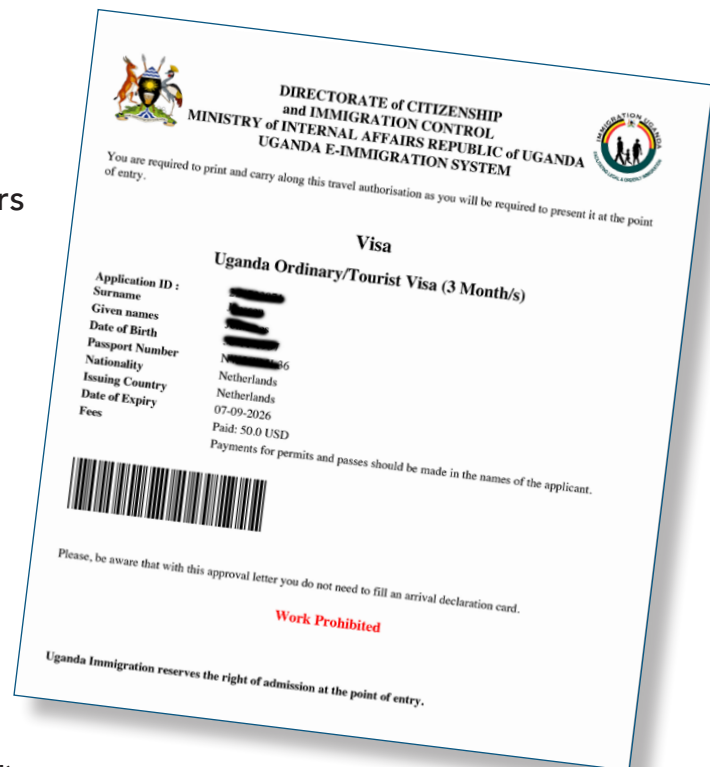 DIRECTORATE of CITIZENSHIP
and IMMIGRATION CONTROL
MINISTRY of INTERNAL AFFAIRS REPUBLIC of UGANDA
UGANDA E-IMMIGRATION SYSTEM
IMMIGRATION UGANDA
You are required to print and carry along this travel authorisation as you will be required to present it at the point
of entry.
rs
Visa
Uganda Ordinary/Tourist Visa (3 Month/s)
Application ID :
Surname
Given names
Date of Birth
Passport Number N 36
Nationality Netherlands
Issuing Country Netherlands
Date of Expiry 07-09-2026
Fees Paid: 50.0 USD
Payments for permits and passes should be made in the names of the applicant.
Please, be aware that with this approval letter you do not need to fill an arrival declaration card.
Work Prohibited
Uganda Immigration reserves the right of admission at the point of entry.